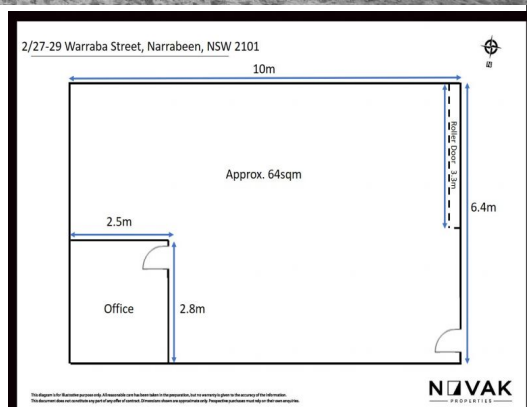 2/27-29 Warraba Street, Narrabeen, NSW 2101
N
10m
Roller Door 3.3m
Approx. 64sqm
6.4m
2.5m
Office
2.8m
This diagram is for illustrative purpose only. All reasonable care has been taken in the preparation, but no warranty is given to the accuracy of the information.
This document does not constitute any part of any offer of contract. Dimensions shown are approximate only. Prospective purchases must rely on their own enquiries.
NOVAK
PROPERTIES